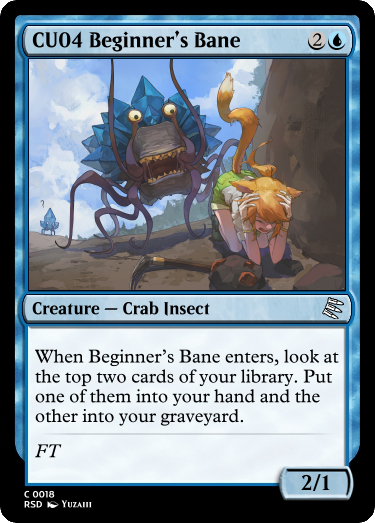 CU04 Beginner's Bane 2
?
Creature — Crab Insect
When Beginner's Bane enters, look at
the top two cards of your library. Put
one of them into your hand and the
other into your graveyard.
FT
2/1
C 0018
RSD Yuzaiii